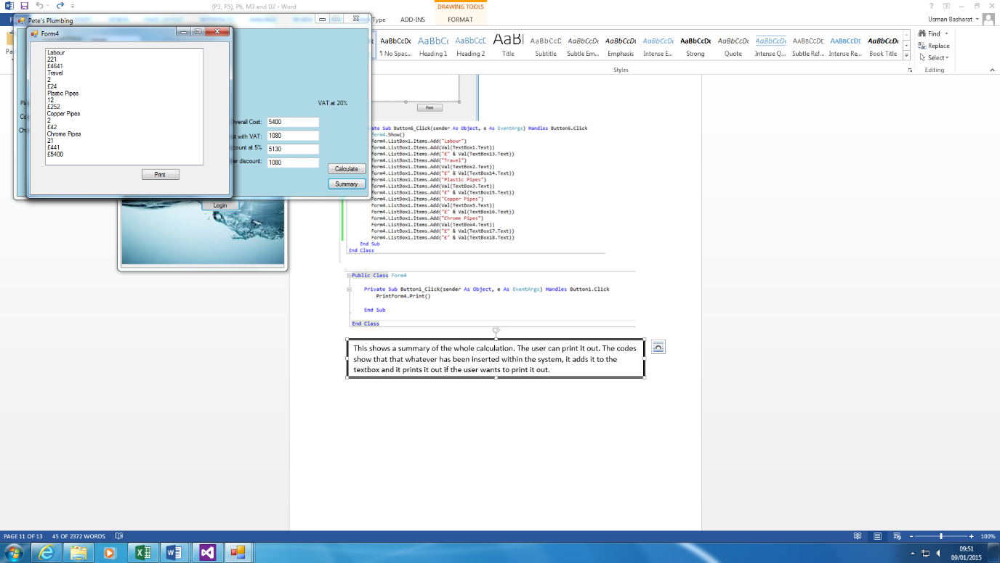 (P3, P5), P6, M3 and D2 - Word
DRAWING TOOLS
Type
ADD-INS
FORMAT
Usman Basharat
Pete's Plumbing
Form4
Labour
221
£4641
Travel
2
£24
Plastic Pipes
12
£252
Copper Pipes
2
£42
Chrome Pipes
21
£441
£5400
Print
VAT at 20%
Overall Cost:
5400
st with VAT:
1080
count at 5%
5130
er discount:
1080
Calculate
Summary
Login
AaBbCcDc AaBbC( AaBbCcC AaB AaBbCcD AaBbCcDc AaBbCcDc AaBbCcDc AaBbCcDc AaBbCcDc AaBbCcDc AABBCCDC AABBCCDC AaBbCcDc
¶ No Spac... Heading 1 Heading 2 Title Subtitle Subtle Em... Emphasis Intense E... Strong Quote Intense Q... Subtle Ref... Intense Re... Book Title
Styles
Find
Replace
Select
Editing
Print
ate Sub Button6_Click(sender As Object, e As EventArgs) Handles Button6.Click
Form4.Show()
Form4.ListBox1.Items.Add("Labour")
Form4.ListBox1.Items.Add(Val(TextBox1.Text))
Form4.ListBox1.Items.Add("£" & Val(TextBox13.Text))
Form4.ListBox1.Items.Add("Travel")
Form4.ListBox1.Items.Add(Val(TextBox2.Text))
Form4.ListBox1.Items.Add("£" & Val(TextBox14.Text))
Form4.ListBox1.Items.Add("Plastic Pipes")
Form4.ListBox1.Items.Add(Val(TextBox3.Text))
Form4.ListBox1.Items.Add("£" & Val(TextBox15.Text))
Form4.ListBox1.Items.Add("Copper Pipes")
Form4.ListBox1.Items.Add(Val(TextBox5.Text))
Form4.ListBox1.Items.Add("£" & Val(TextBox16.Text))
Form4.ListBox1.Items.Add("Chrome Pipes")
Form4.ListBox1.Items.Add(Val(TextBox4.Text))
Form4.ListBox1.Items.Add("£" & Val(TextBox17.Text))
Form4.ListBox1.Items.Add("£" & Val(TextBox18.Text))
End Sub
End Class
Public Class Form4
Private Sub Button1_Click(sender As Object, e As EventArgs) Handles Button1.Click
PrintForm4.Print()
End Sub
End Class
This shows a summary of the whole calculation. The user can print it out. The codes
show that that whatever has been inserted within the system, it adds it to the
textbox and it prints it out if the user wants to print it out.
PAGE 11 OF 13 45 OF 2372 WORDS
100%
09:51
09/01/2015